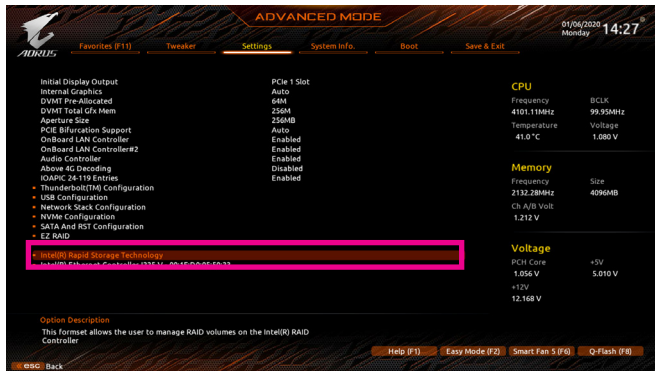 ADVANCED MODE
01/06/2020 Monday 14:27
AORUS
Favorites (F11) Tweaker Settings System Info. Boot Save & Exit
Initial Display Output PCIe 1 Slot
Internal Graphics Auto
DVMT Pre-Allocated 64M
DVMT Total Gfx Mem 256M
Aperture Size 256MB
PCIE Bifurcation Support Auto
OnBoard LAN Controller Enabled
OnBoard LAN Controller#2 Enabled
Audio Controller Enabled
Above 4G Decoding Disabled
IOAPIC 24-119 Entries Enabled
Thunderbolt(TM) Configuration
USB Configuration
Network Stack Configuration
NVMe Configuration
SATA And RST Configuration
EZ RAID
Intel(R) Rapid Storage Technology
Intel(R) Ethernet Controller I225-V
CPU
Frequency BCLK
4101.11MHz 99.95MHz
Temperature Voltage
41.0 °C 1.080 V
Memory
Frequency Size
2132.28MHz 4096MB
Ch A/B Volt
1.212 V
Voltage
PCH Core +5V
1.056 V 5.010 V
+12V
12.168 V
Option Description
This formset allows the user to manage RAID volumes on the Intel(R) RAID
Controller
Help (F1) Easy Mode (F2) Smart Fan 5 (F6) Q-Flash (F8)
esc Back